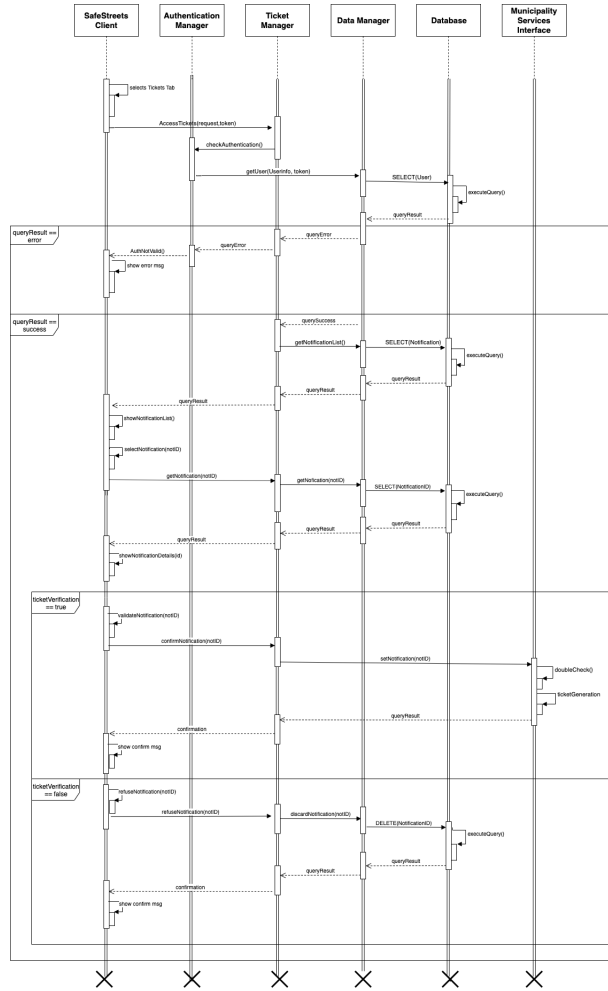 SafeStreets
Client
Authentication
Manager
Ticket
Manager
Data Manager
Database
Municipality
Services
Interface
selects Tickets Tab
AccessTickets(request,token)
checkAuthentication()
getUser(UserInfo, token)
SELECT(User)
executeQuery()
queryResult
queryResult ==
error
queryError
queryError
AuthNotValid()
show error msg
queryResult ==
success
querySuccess
getNotificationList()
SELECT(Notification)
executeQuery()
queryResult
queryResult
queryResult
showNotificationList()
selectNotification(notID)
getNotification(notID)
getNotification(notID)
SELECT(NotificationID)
executeQuery()
queryResult
queryResult
queryResult
showNotificationDetails(id)
ticketVerification
== true
validateNotification(notID)
confirmNotification(notID)
setNotification(notID)
doubleCheck()
ticketGeneration
queryResult
confirmation
show confirm msg
ticketVerification
== false
refuseNotification(notID)
refuseNotification(notID)
discardNotification(notID)
DELETE(NotificationID)
executeQuery()
queryResult
queryResult
confirmation
show confirm msg